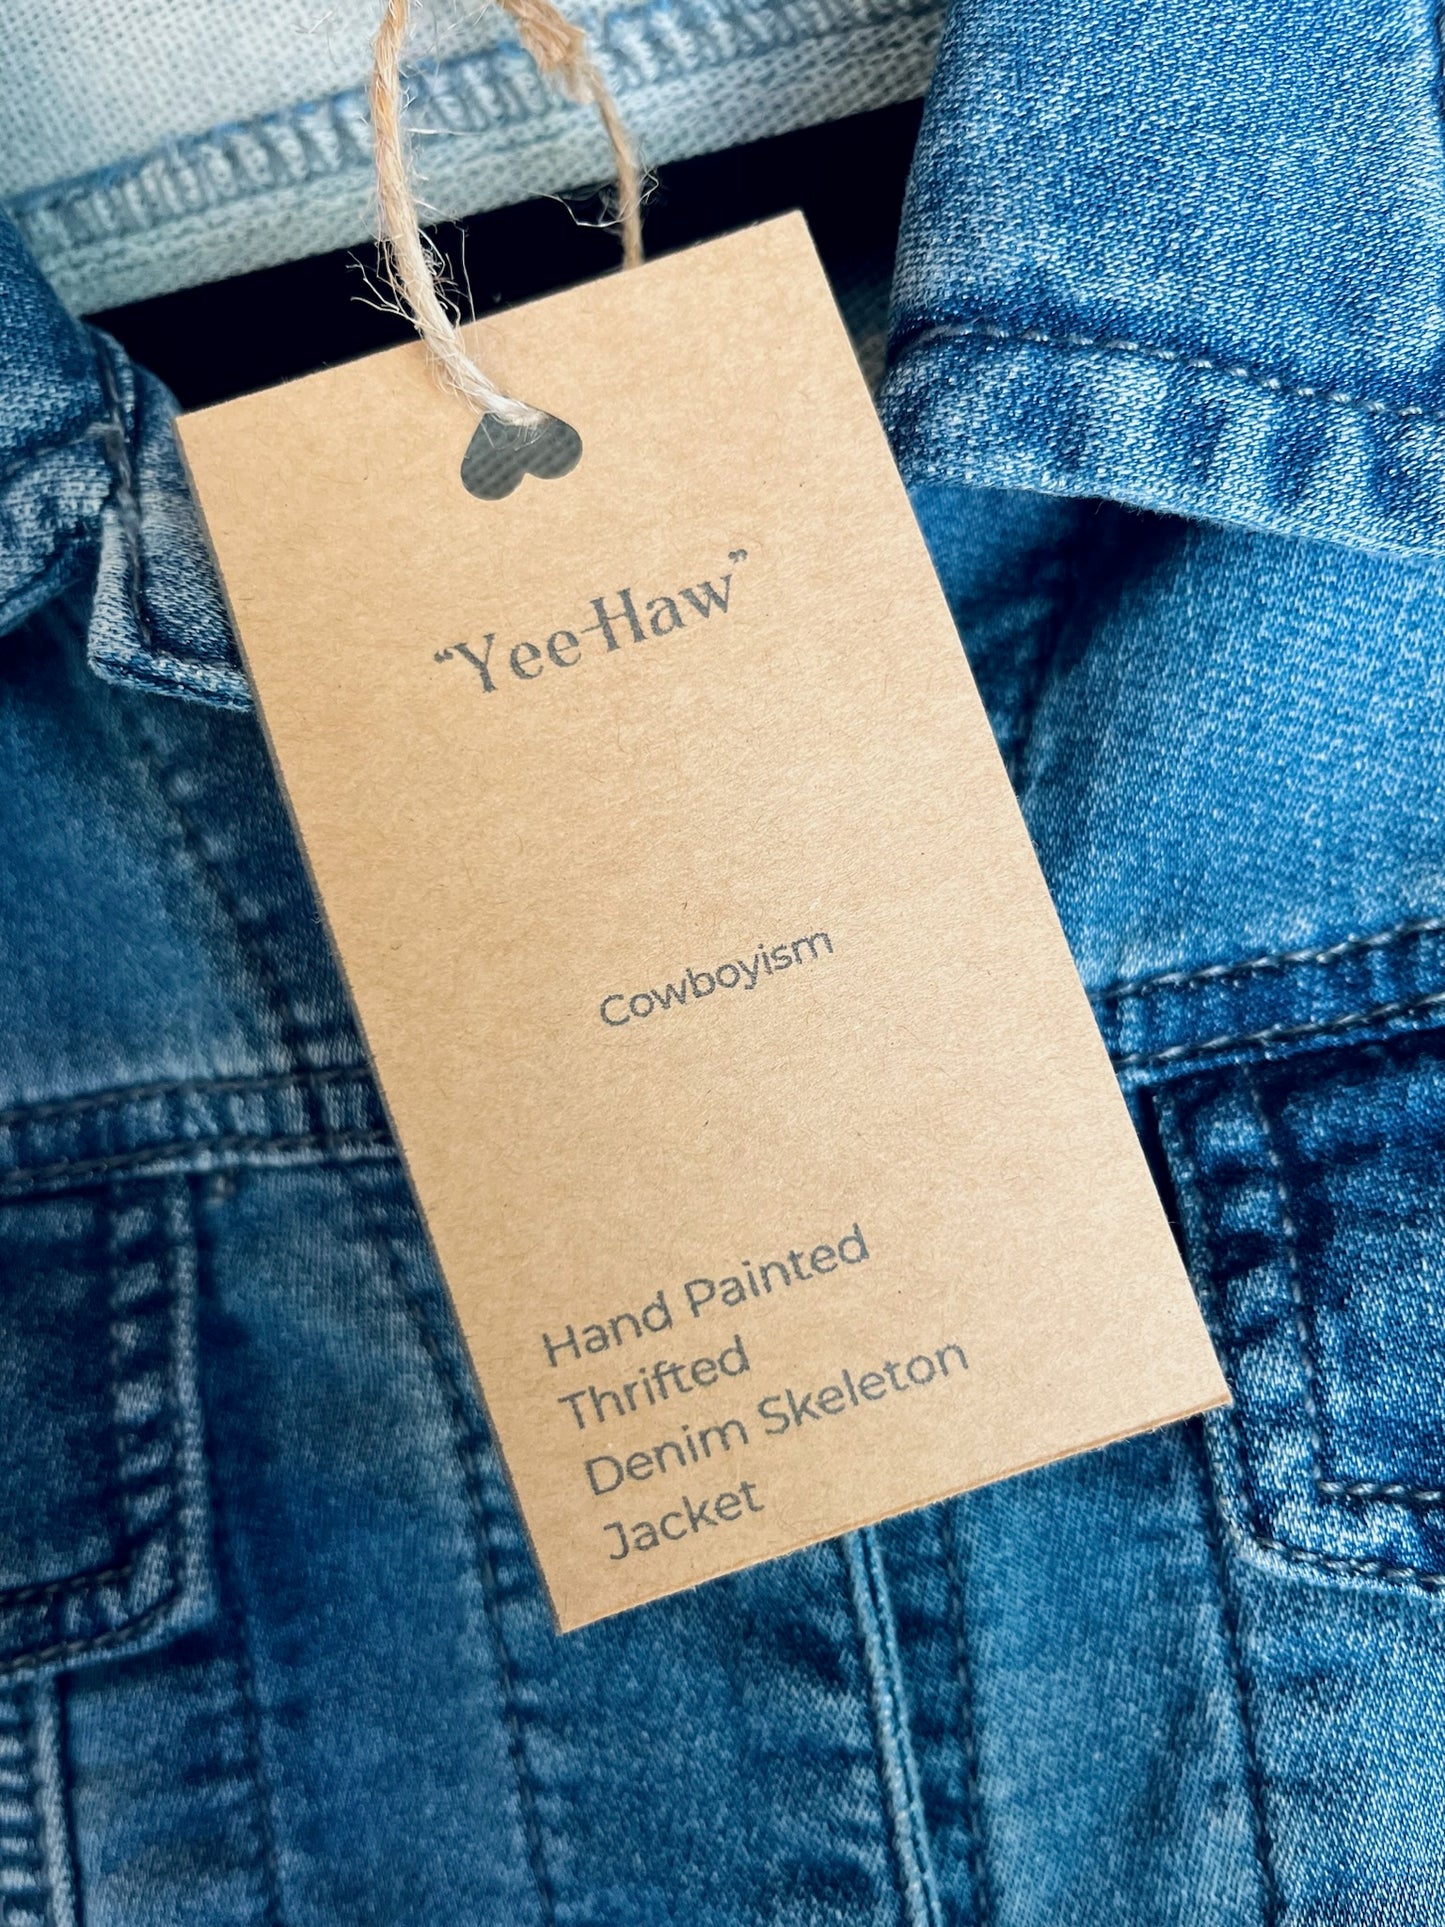 “Yee-Haw”
Cowboyism
Hand Painted
Thrifted
Denim Skeleton
Jacket